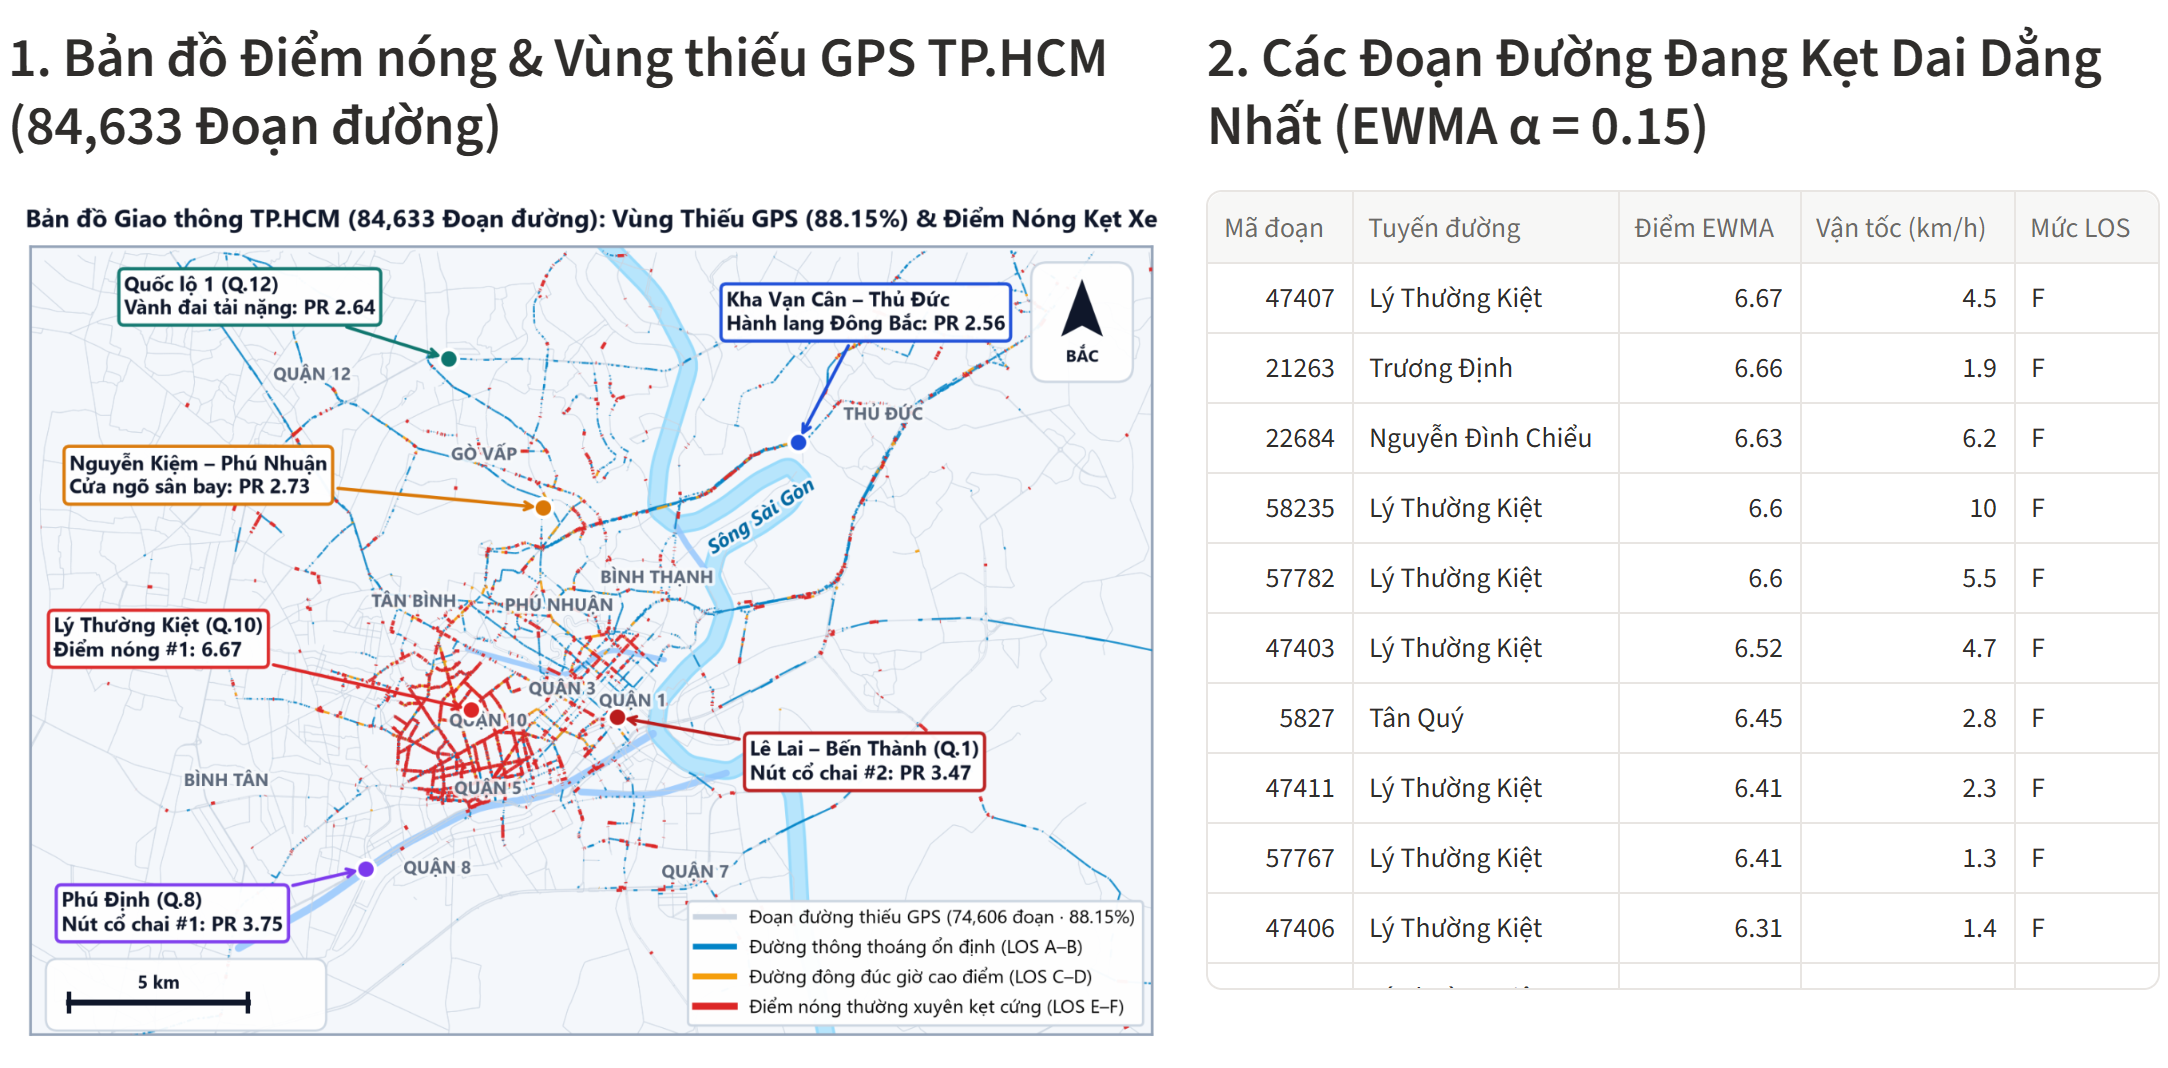 1. Bản đồ Điểm nóng & Vùng thiếu GPS TP.HCM
(84,633 Đoạn đường)
Bản đồ Giao thông TP.HCM (84,633 Đoạn đường): Vùng Thiếu GPS (88.15%) & Điểm Nóng Kẹt Xe
Quốc lộ 1 (Q.12)
Vành đai tải nặng: PR 2.64
Kha Vạn Cân – Thủ Đức
Hành lang Đông Bắc: PR 2.56
BẮC
QUẬN 12
THỦ ĐỨC
GÒ VẤP
Nguyễn Kiệm – Phú Nhuận
Cửa ngõ sân bay: PR 2.73
Sông Sài Gòn
BÌNH THẠNH
TÂN BÌNH
PHÚ NHUẬN
Lý Thường Kiệt (Q.10)
Điểm nóng #1: 6.67
QUẬN 3
QUẬN 1
QUẬN 10
Lê Lai – Bến Thành (Q.1)
Nút cổ chai #2: PR 3.47
BÌNH TÂN
QUẬN 5
QUẬN 8
QUẬN 7
Phú Định (Q.8)
Nút cổ chai #1: PR 3.75
Đoạn đường thiếu GPS (74,606 đoạn · 88.15%)
Đường thông thoáng ổn định (LOS A–B)
Đường đông đúc giờ cao điểm (LOS C–D)
Điểm nóng thường xuyên kẹt cứng (LOS E–F)
5 km
2. Các Đoạn Đường Đang Kẹt Dai Dẳng
Nhất (EWMA α = 0.15)
Mã đoạn Tuyến đường Điểm EWMA Vận tốc (km/h) Mức LOS
47407 Lý Thường Kiệt 6.67 4.5 F
21263 Trương Định 6.66 1.9 F
22684 Nguyễn Đình Chiểu 6.63 6.2 F
58235 Lý Thường Kiệt 6.6 10 F
57782 Lý Thường Kiệt 6.6 5.5 F
47403 Lý Thường Kiệt 6.52 4.7 F
5827 Tân Quý 6.45 2.8 F
47411 Lý Thường Kiệt 6.41 2.3 F
57767 Lý Thường Kiệt 6.41 1.3 F
47406 Lý Thường Kiệt 6.31 1.4 F